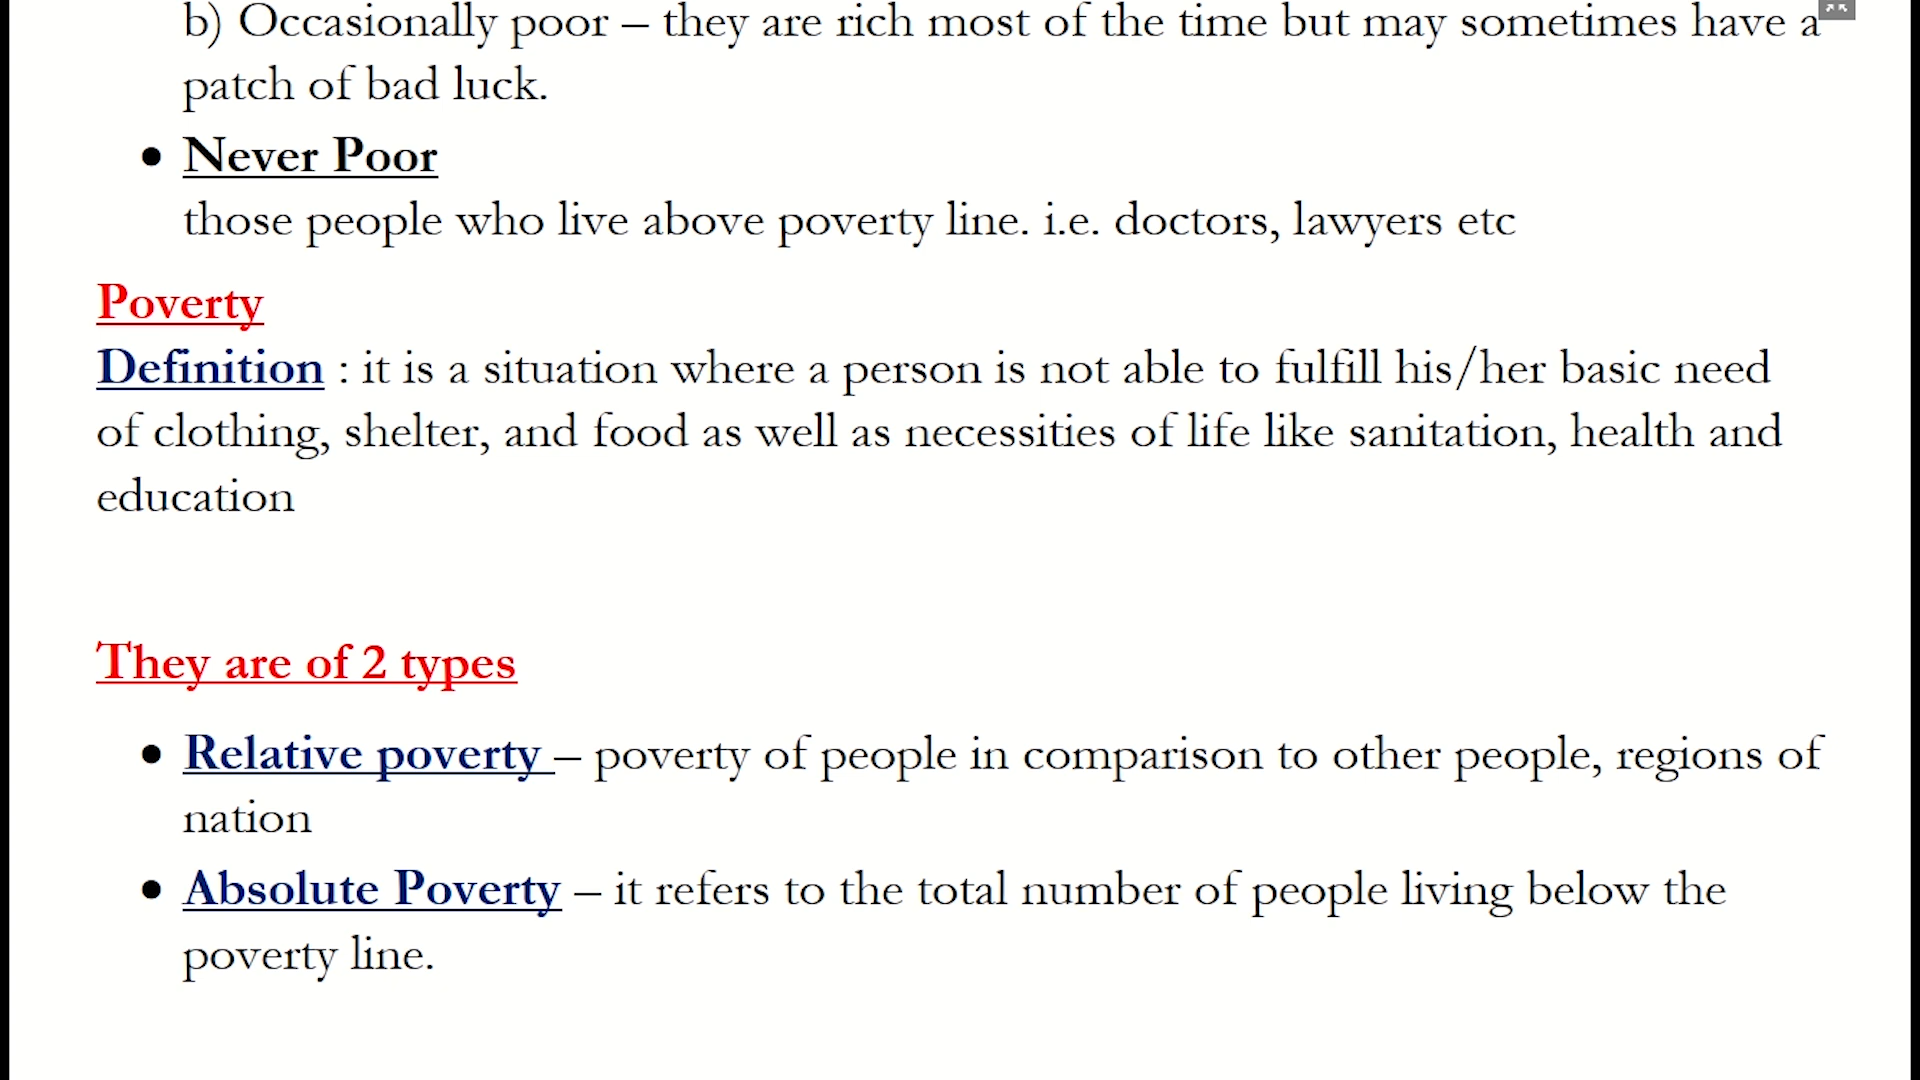 b) Occasionally poor – they are rich most of the time but may sometimes have a
patch of bad luck.
• Never Poor
those people who live above poverty line. i.e. doctors, lawyers etc
Poverty
Definition : it is a situation where a person is not able to fulfill his/her basic need
of clothing, shelter, and food as well as necessities of life like sanitation, health and
education
They are of 2 types
• Relative poverty – poverty of people in comparison to other people, regions of
nation
• Absolute Poverty – it refers to the total number of people living below the
poverty line.